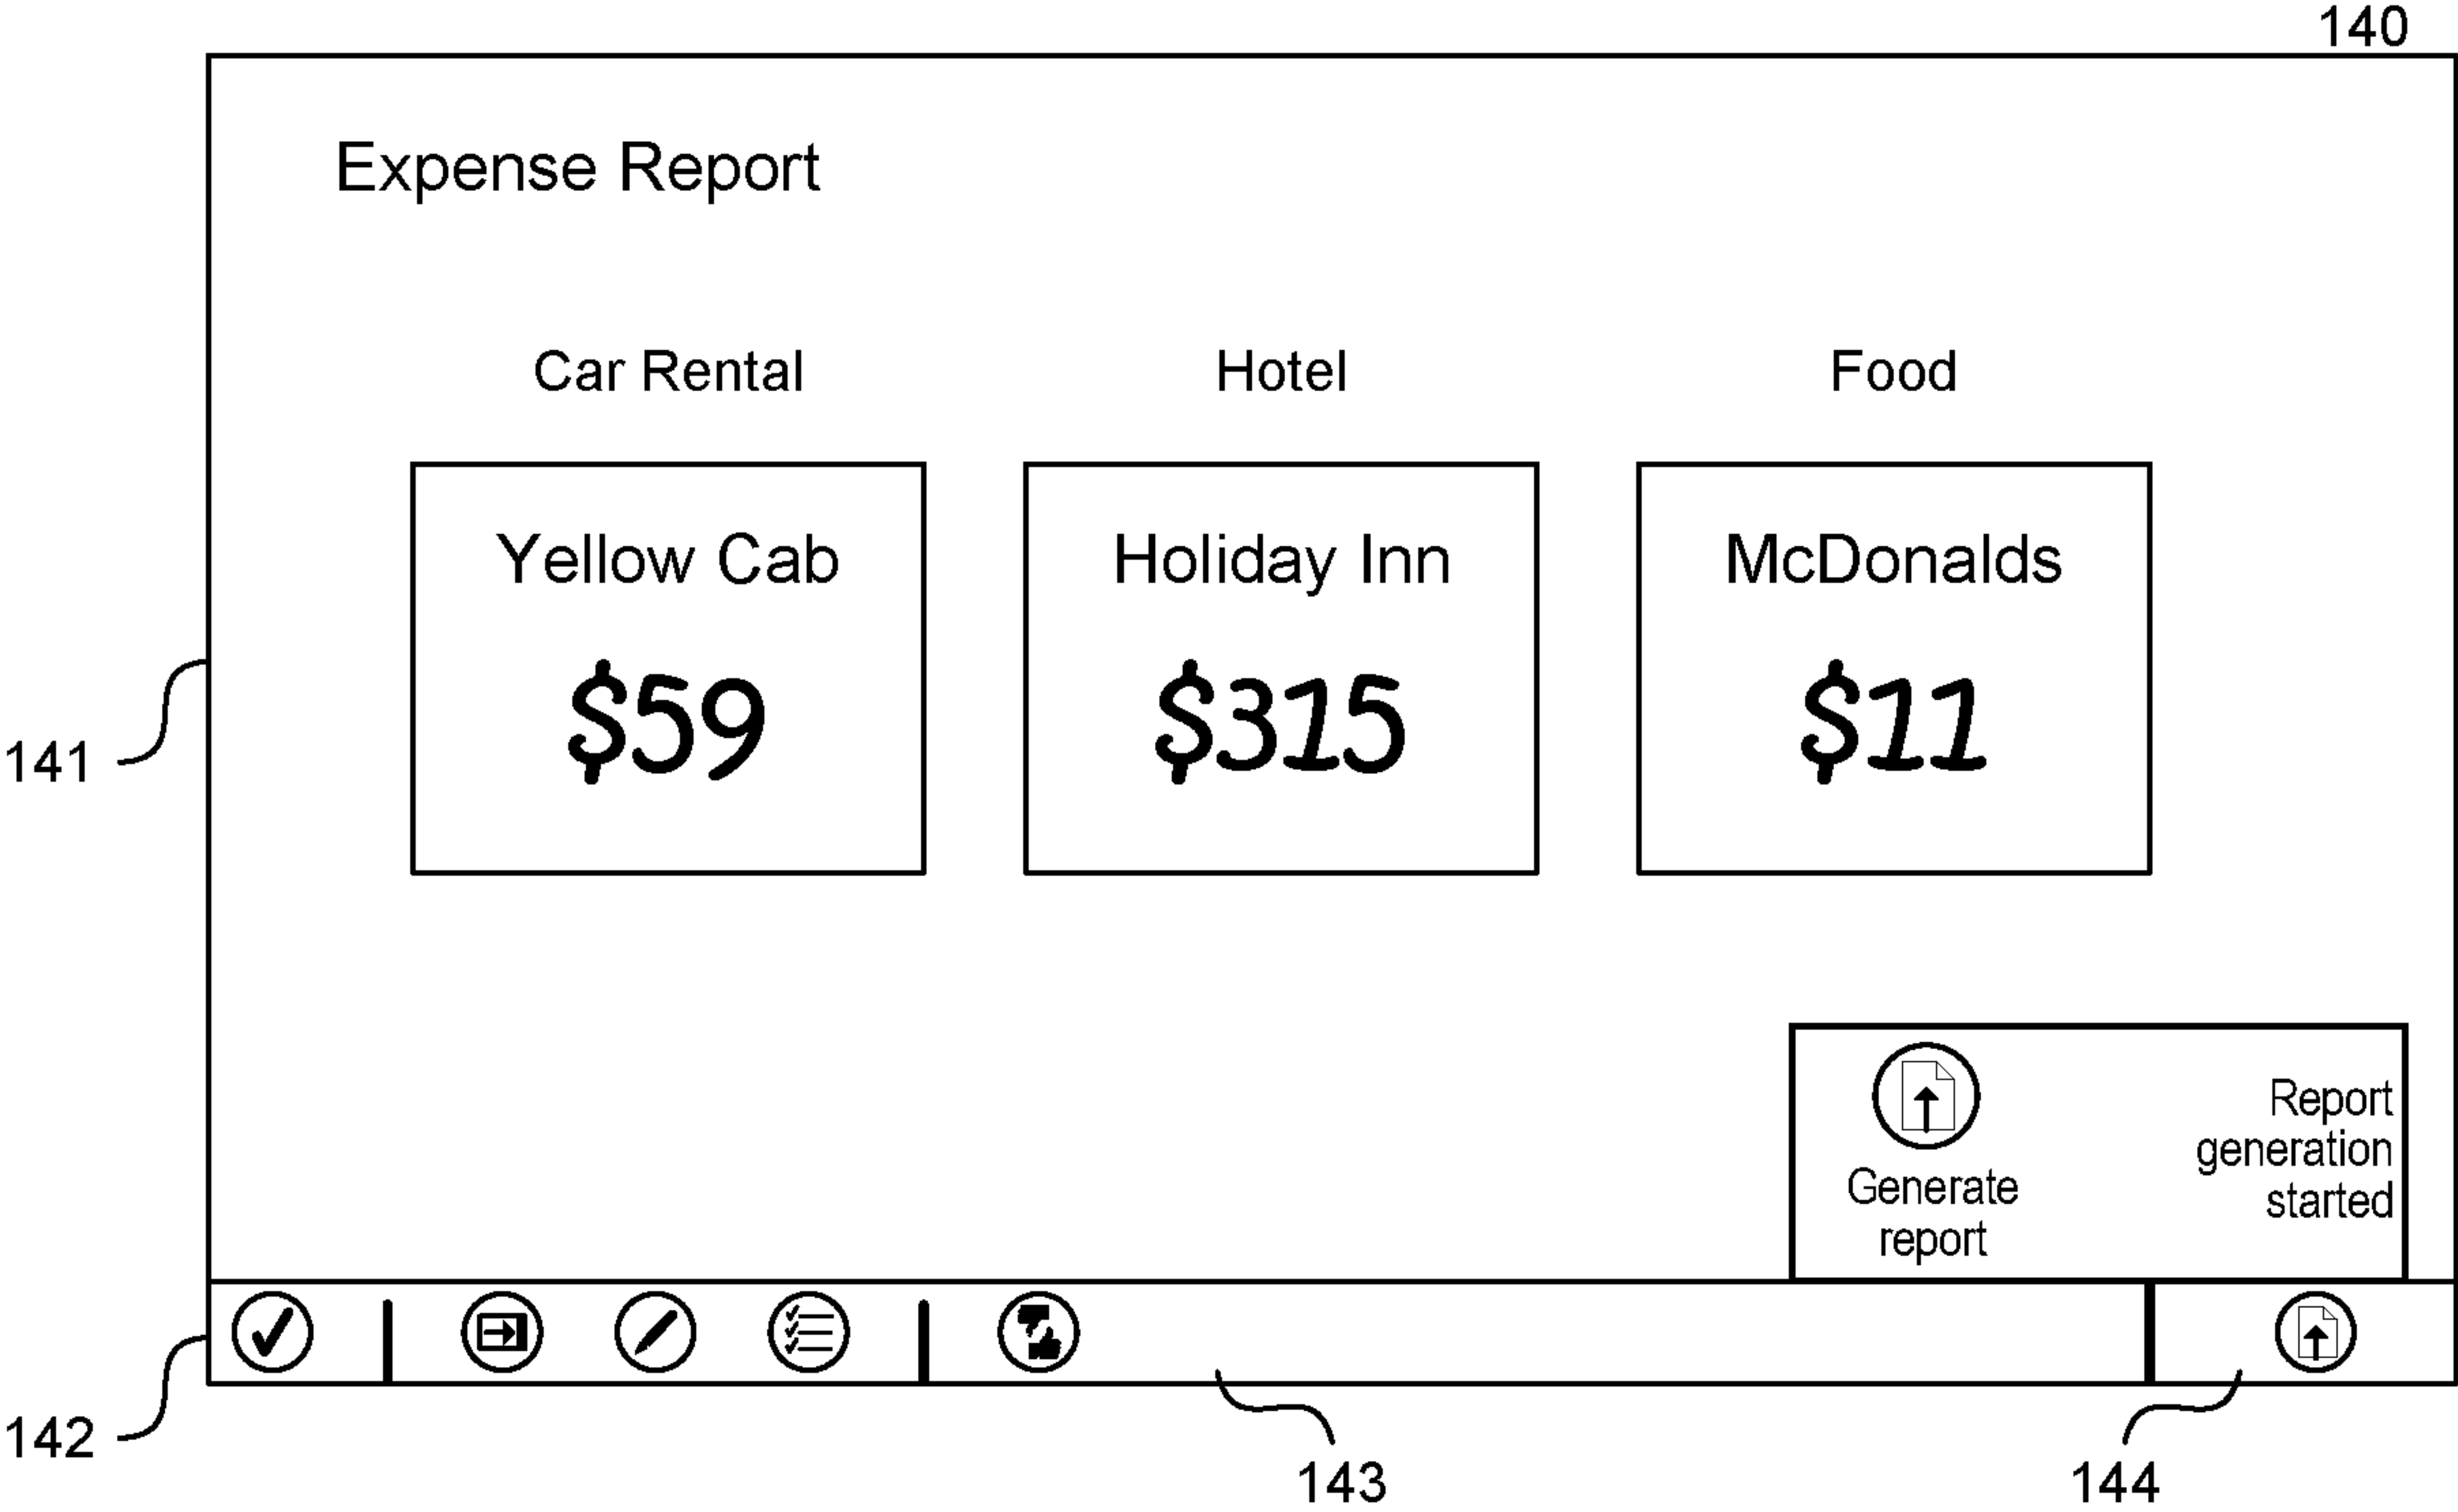 140
Expense Report
Car Rental
Hotel
Food
Yellow Cab
$59
Holiday Inn
$315
McDonalds
$11
141
Generate
report
Report
generation
started
142
143
144